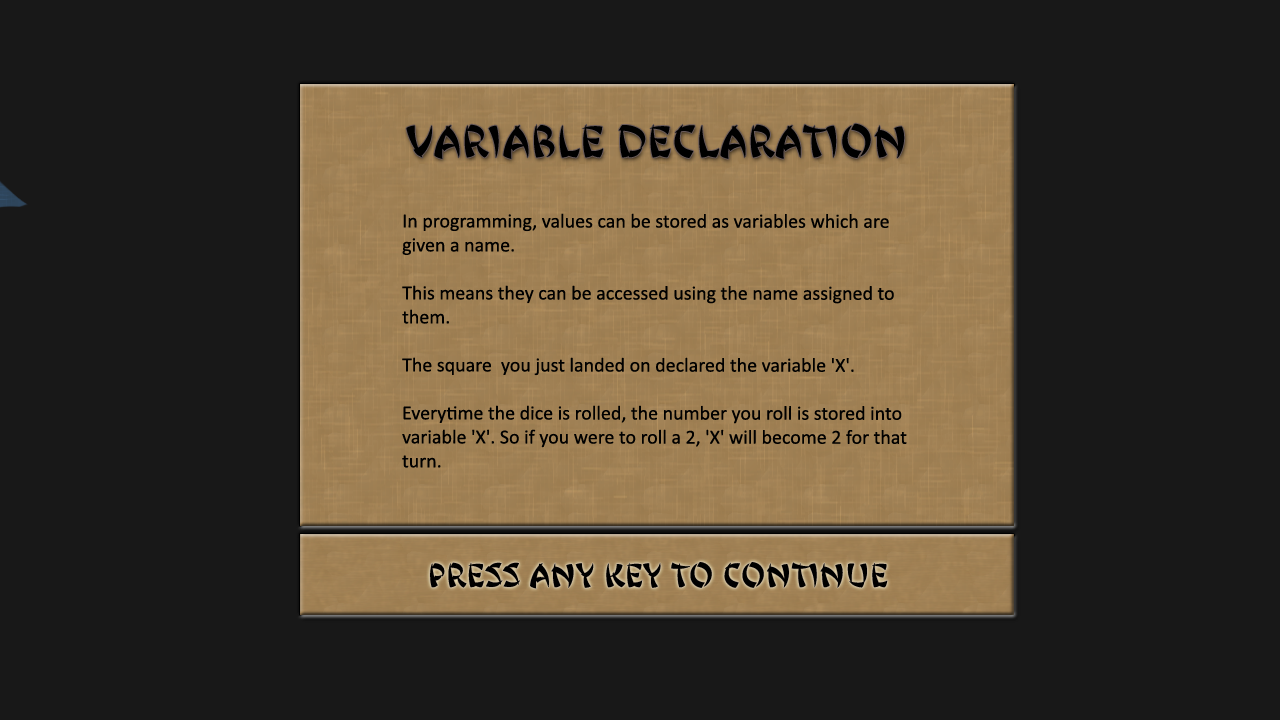 VARIABLE DECLARATION
In programming, values can be stored as variables which are
given a name.
This means they can be accessed using the name assigned to
them.
The square  you just landed on declared the variable 'X'.
Everytime the dice is rolled, the number you roll is stored into
variable 'X'. So if you were to roll a 2, 'X' will become 2 for that
turn.
PRESS ANY KEY TO CONTINUE